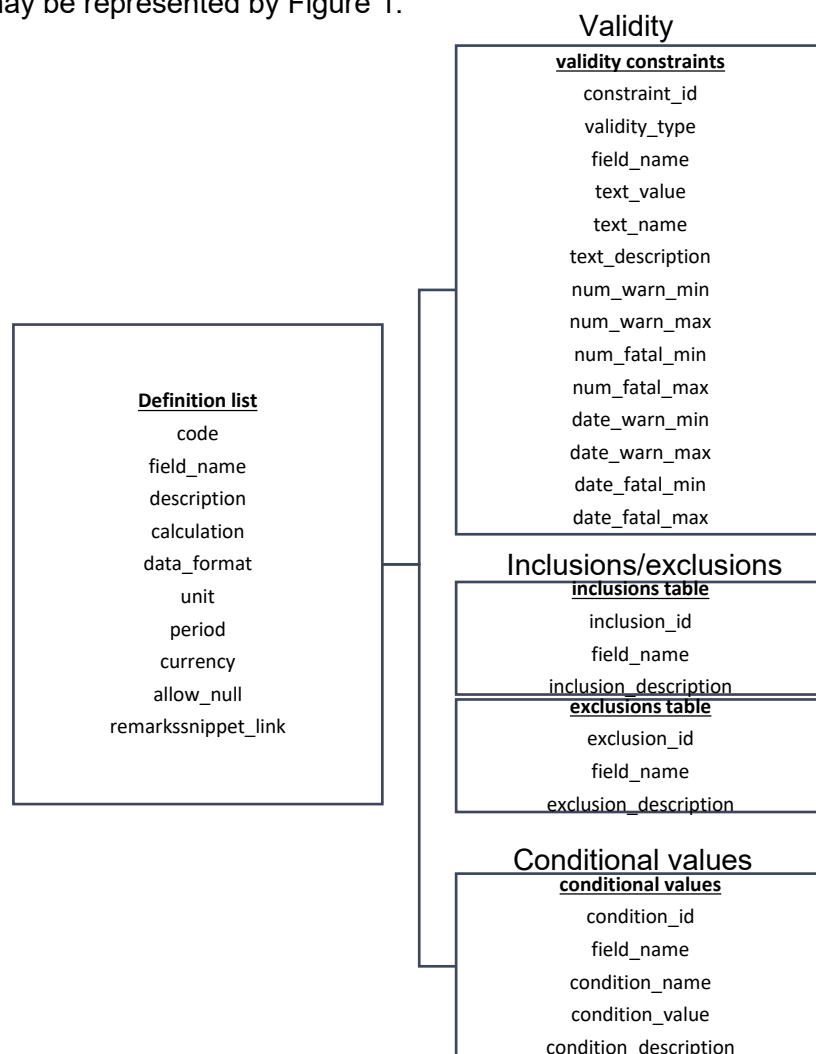 may be represented by Figure 1.
Validity
validity constraints
constraint_id
validity_type
field_name
text_value
text_name
text_description
num_warn_min
num_warn_max
num_fatal_min
num_fatal_max
date_warn_min
date_warn_max
date_fatal_min
date_fatal_max
Definition list
code
field_name
description
calculation
data_format
unit
period
currency
allow_null
remarkssnippet_link
Inclusions/exclusions
inclusions table
inclusion_id
field_name
inclusion_description
exclusions table
exclusion_id
field_name
exclusion_description
Conditional values
conditional values
condition_id
field_name
condition_name
condition_value
condition_description